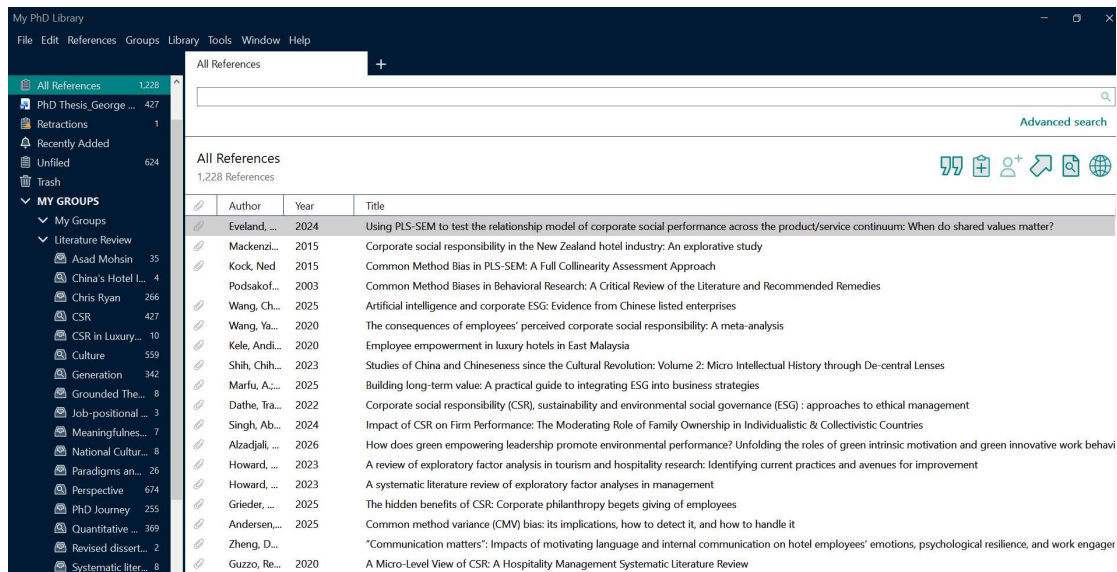 My PhD Library
File Edit References Groups Library Tools Window Help
All References
All References 1,228
PhD Thesis_George ... 427
Retractions 1
Recently Added
Unfiled 624
Trash
MY GROUPS
My Groups
Literature Review
Asad Mohsin 35
China's Hotel I... 4
Chris Ryan 266
CSR 427
CSR in Luxury... 10
Culture 559
Generation 342
Grounded The... 8
Job-positional ... 3
Meaningfulnes... 7
National Cultur... 8
Paradigms an... 26
Perspective 674
PhD Journey 255
Quantitative ... 369
Revised dissert... 2
Systematic liter... 8
Advanced search
All References
1,228 References
Author Year Title
Eveland, ... 2024 Using PLS-SEM to test the relationship model of corporate social performance across the product/service continuum: When do shared values matter?
Mackenzi... 2015 Corporate social responsibility in the New Zealand hotel industry: An explorative study
Kock, Ned 2015 Common Method Bias in PLS-SEM: A Full Collinearity Assessment Approach
Podsakof... 2003 Common Method Biases in Behavioral Research: A Critical Review of the Literature and Recommended Remedies
Wang, Ch... 2025 Artificial intelligence and corporate ESG: Evidence from Chinese listed enterprises
Wang, Ya... 2020 The consequences of employees' perceived corporate social responsibility: A meta-analysis
Kele, Andi... 2020 Employee empowerment in luxury hotels in East Malaysia
Shih, Chih... 2023 Studies of China and Chineseness since the Cultural Revolution: Volume 2: Micro Intellectual History through De-central Lenses
Marfu, A.;... 2025 Building long-term value: A practical guide to integrating ESG into business strategies
Dathe, Tra... 2022 Corporate social responsibility (CSR), sustainability and environmental social governance (ESG) : approaches to ethical management
Singh, Ab... 2024 Impact of CSR on Firm Performance: The Moderating Role of Family Ownership in Individualistic & Collectivistic Countries
Alzadjali, ... 2026 How does green empowering leadership promote environmental performance? Unfolding the roles of green intrinsic motivation and green innovative work behavi
Howard, ... 2023 A review of exploratory factor analysis in tourism and hospitality research: Identifying current practices and avenues for improvement
Howard, ... 2023 A systematic literature review of exploratory factor analyses in management
Grieder, ... 2025 The hidden benefits of CSR: Corporate philanthropy begets giving of employees
Andersen,... 2025 Common method variance (CMV) bias: its implications, how to detect it, and how to handle it
Zheng, D... "Communication matters": Impacts of motivating language and internal communication on hotel employees' emotions, psychological resilience, and work engager
Guzzo, Re... 2020 A Micro-Level View of CSR: A Hospitality Management Systematic Literature Review